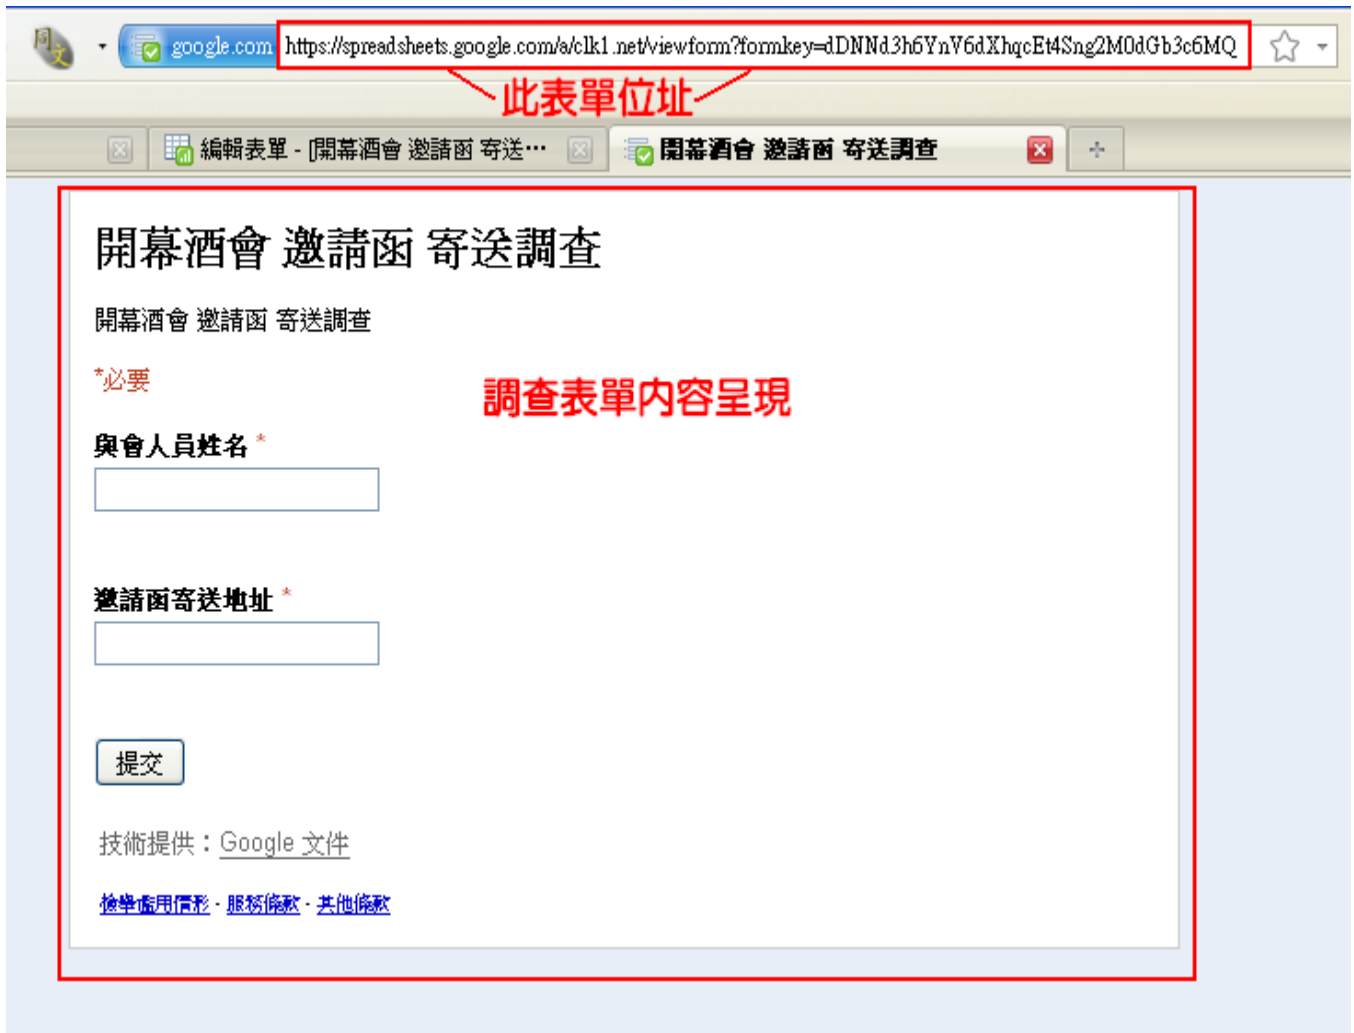 google.com https://spreadsheets.google.com/a/clk1.net/viewform?formkey=dDNNd3h6YnV6dXhqcEt4Sng2M0dGb3c6MQ
此表單位址
編輯表單 - [開幕酒會 邀請函 寄送… 開幕酒會 邀請函 寄送調查
開幕酒會 邀請函 寄送調查
開幕酒會 邀請函 寄送調查
*必要
調查表單內容呈現
與會人員姓名 *
邀請函寄送地址 *
提交
技術提供：Google 文件
檢舉濫用情形 - 服務條款 - 其他條款